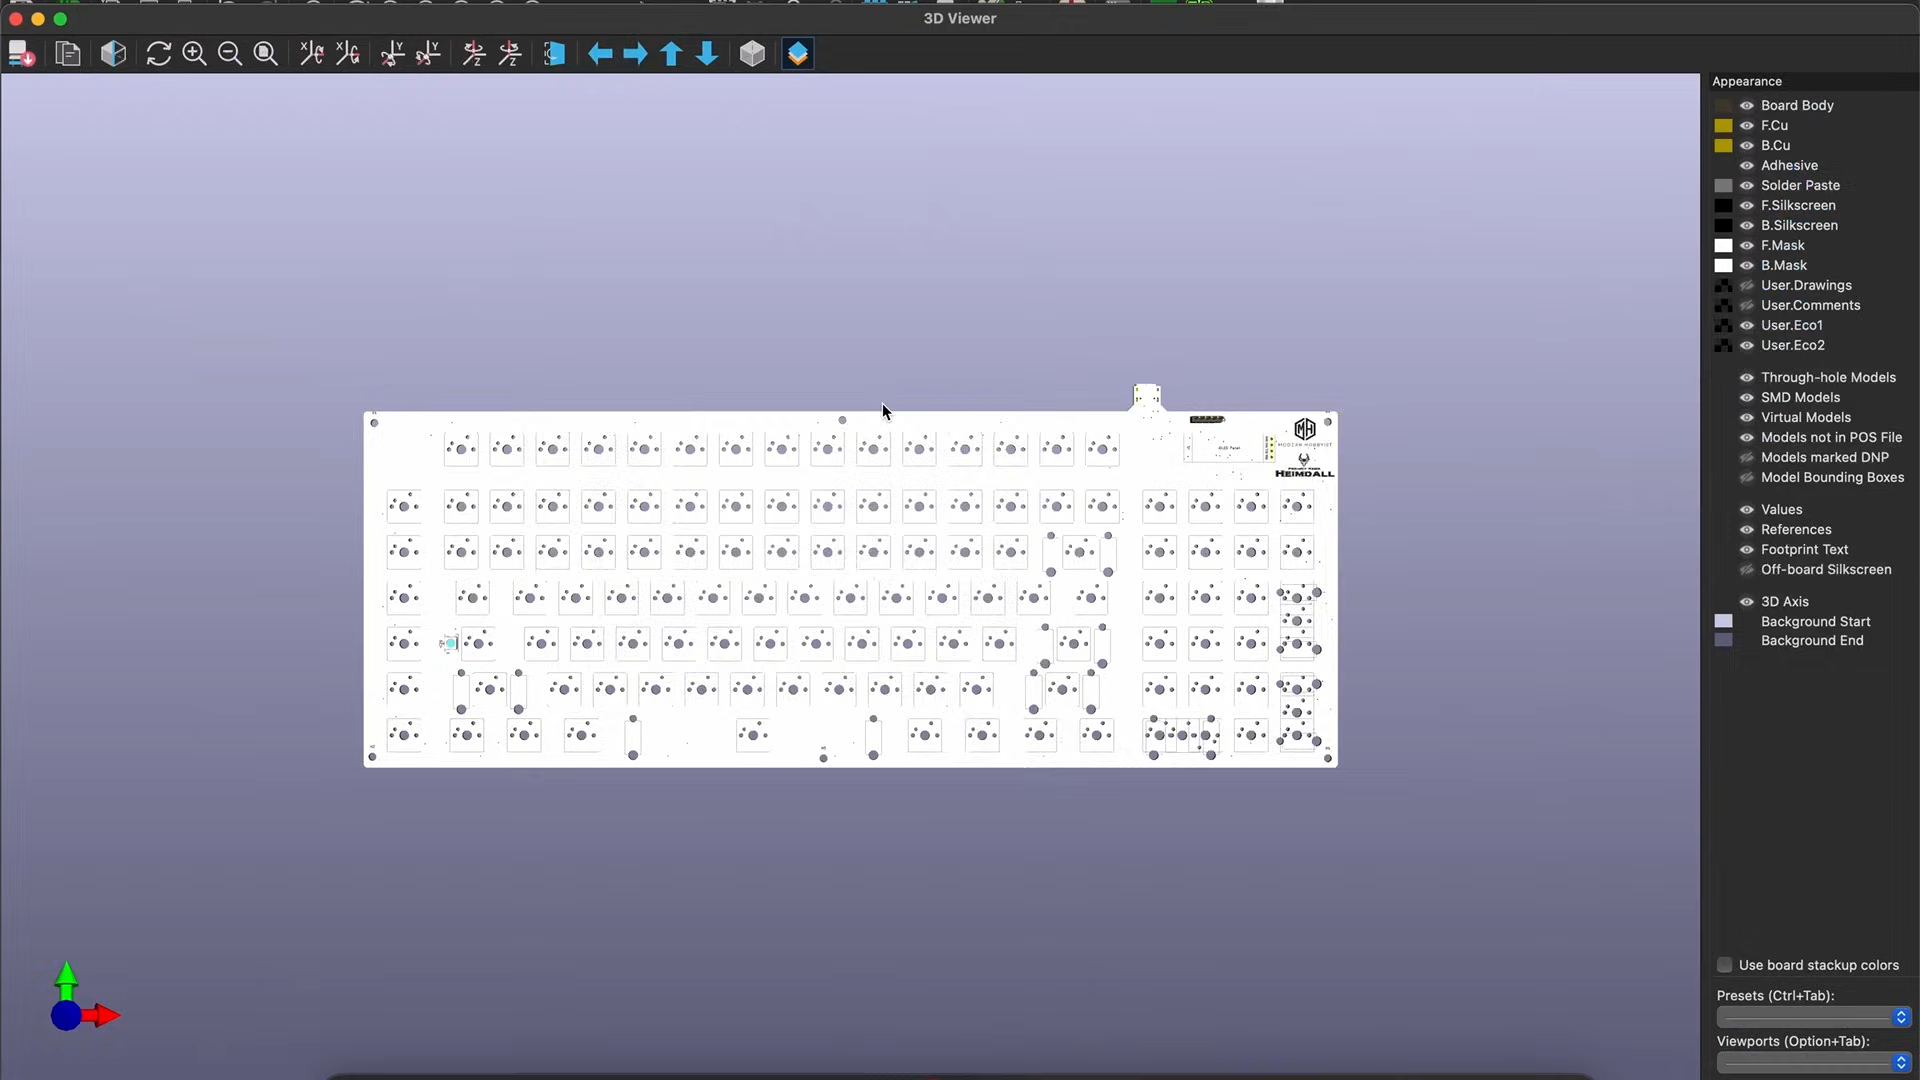 3D Viewer
Appearance
Board Body
F.Cu
B.Cu
Adhesive
Solder Paste
F.Silkscreen
B.Silkscreen
F.Mask
B.Mask
User.Drawings
User.Comments
User.Eco1
User.Eco2
Through-hole Models
SMD Models
Virtual Models
Models not in POS File
Models marked DNP
Model Bounding Boxes
Values
References
Footprint Text
Off-board Silkscreen
3D Axis
Background Start
Background End
Use board stackup colors
Presets (Ctrl+Tab):
Viewports (Option+Tab):
MH
OLED Panel
HEIMDALL